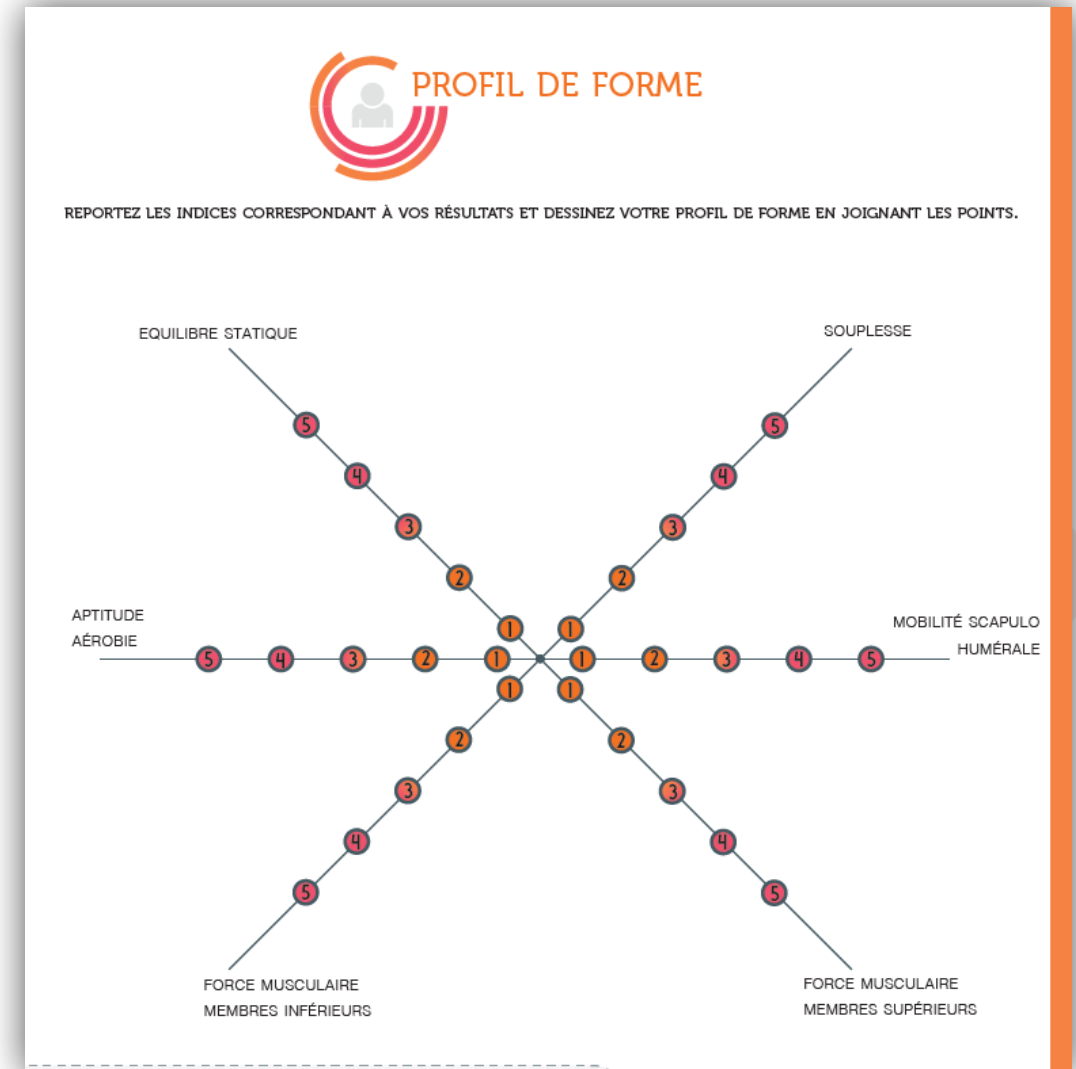 PROFIL DE FORME
REPORTEZ LES INDICES CORRESPONDANT À VOS RÉSULTATS ET DESSINEZ VOTRE PROFIL DE FORME EN JOIGNANT LES POINTS.
EQUILIBRE STATIQUE
5
4
3
2
1
SOUPLESSE
5
4
3
2
1
APTITUDE
AÉROBIE
5 4 3 2 1
1 2 3 4 5
MOBILITÉ SCAPULO
HUMÉRALE
1
2
3
4
5
FORCE MUSCULAIRE
MEMBRES INFÉRIEURS
1
2
3
4
5
FORCE MUSCULAIRE
MEMBRES SUPÉRIEURS